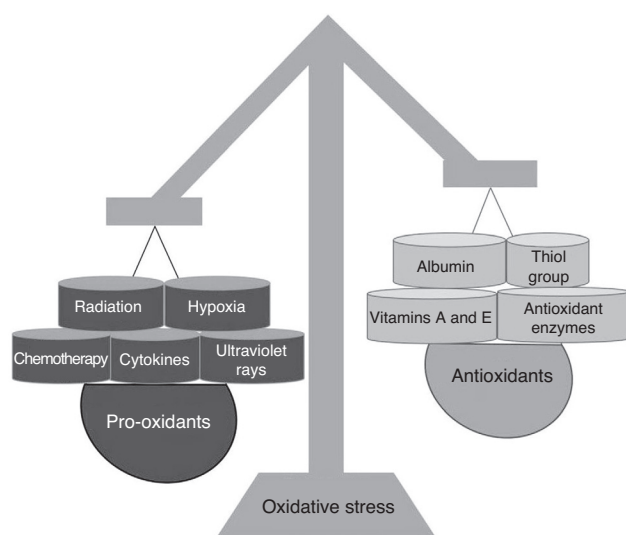 Radiation
Hypoxia
Chemotherapy
Cytokines
Ultraviolet
rays
Pro-oxidants
Albumin
Thiol
group
Vitamins A and E
Antioxidant
enzymes
Antioxidants
Oxidative stress